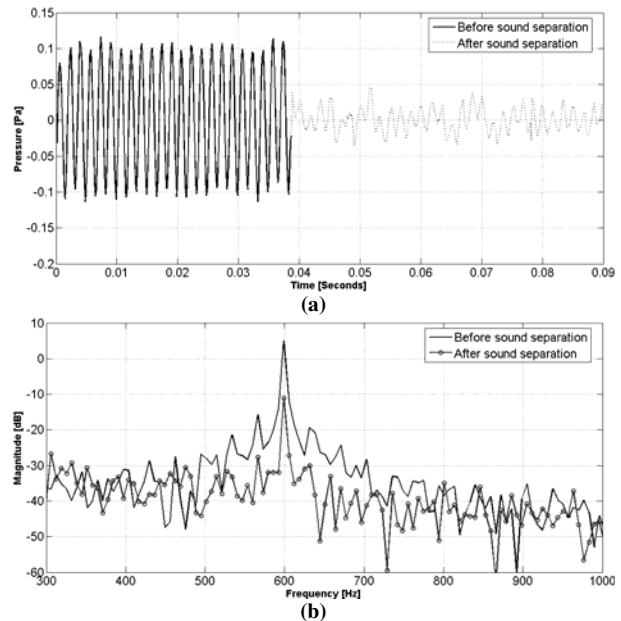 0.15
0.1
0.05
0
-0.05
-0.1
-0.2
Pressure [Pa]
Before sound separation
After sound separation
0 0.01 0.02 0.03 0.04 0.05 0.06 0.07 0.08 0.09
Time [Seconds]
(a)
10
0
-10
-20
-30
-40
-50
-60
Magnitude [dB]
Before sound separation
After sound separation
300 400 500 600 700 800 900 1000
Frequency [Hz]
(b)